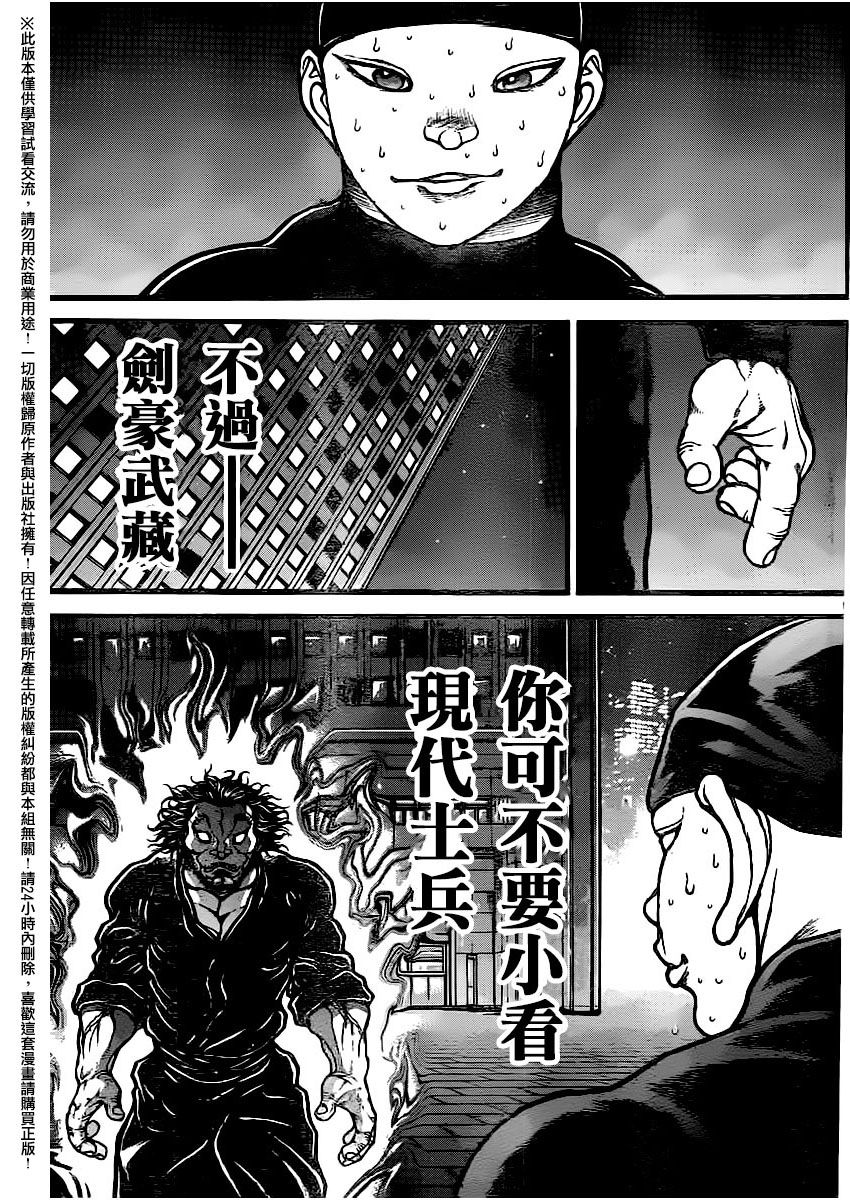 不過——
劍豪武藏
你可不要小看
現代士兵
※此版本僅供學習試看交流，請勿用於商業用途！一切版權歸原作者與出版社擁有！因任意轉載所產生的版權糾紛都與本組無關！請24小時內刪除，喜歡這套漫畫請購買正版！